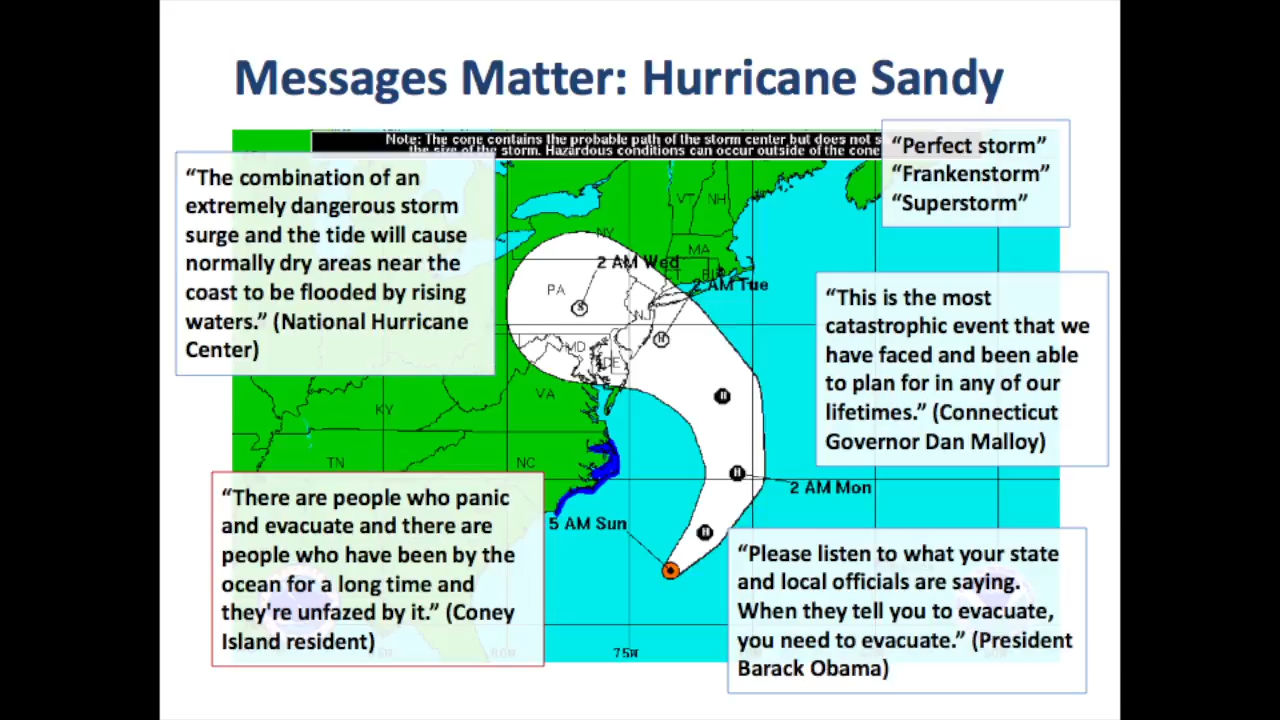 Messages Matter: Hurricane Sandy
Note: The cone contains the probable path of the storm center but does not s
the size of the storm. Hazardous conditions can occur outside of the cone
“Perfect storm”
“Frankenstorm”
“Superstorm”
“The combination of an
extremely dangerous storm
surge and the tide will cause
normally dry areas near the
coast to be flooded by rising
waters.” (National Hurricane
Center)
VT
NH
NY
MA
2 AM Wed
2 AM Tue
PA
NJ
MD
DE
VA
KY
TN
NC
“This is the most
catastrophic event that we
have faced and been able
to plan for in any of our
lifetimes.” (Connecticut
Governor Dan Malloy)
2 AM Mon
5 AM Sun
“There are people who panic
and evacuate and there are
people who have been by the
ocean for a long time and
they're unfazed by it.” (Coney
Island resident)
“Please listen to what your state
and local officials are saying.
When they tell you to evacuate,
you need to evacuate.” (President
Barack Obama)
80W
75W